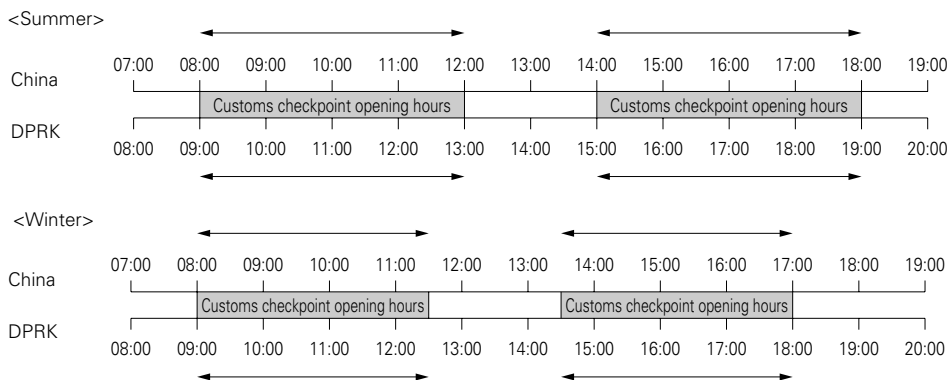 <Summer>
China
07:00 08:00 09:00 10:00 11:00 12:00 13:00 14:00 15:00 16:00 17:00 18:00 19:00
Customs checkpoint opening hours Customs checkpoint opening hours
DPRK
08:00 09:00 10:00 11:00 12:00 13:00 14:00 15:00 16:00 17:00 18:00 19:00 20:00
<Winter>
China
07:00 08:00 09:00 10:00 11:00 12:00 13:00 14:00 15:00 16:00 17:00 18:00 19:00
Customs checkpoint opening hours Customs checkpoint opening hours
DPRK
08:00 09:00 10:00 11:00 12:00 13:00 14:00 15:00 16:00 17:00 18:00 19:00 20:00